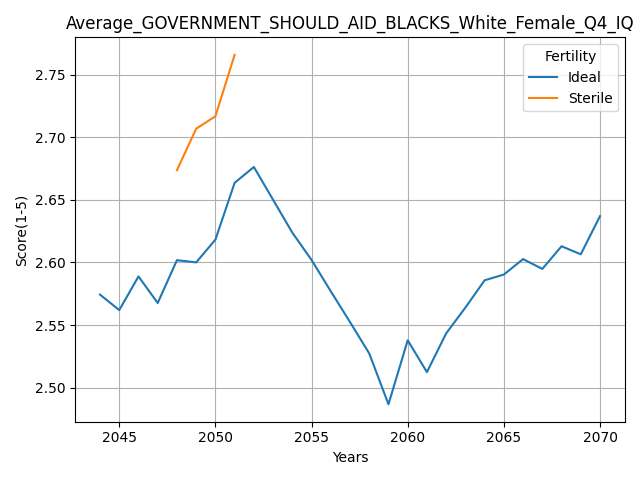 Average_GOVERNMENT_SHOULD_AID_BLACKS_White_Female_Q4_IQ
Fertility
Ideal
Sterile
Score(1-5)
2.75
2.70
2.65
2.60
2.55
2.50
2045 2050 2055 2060 2065 2070
Years